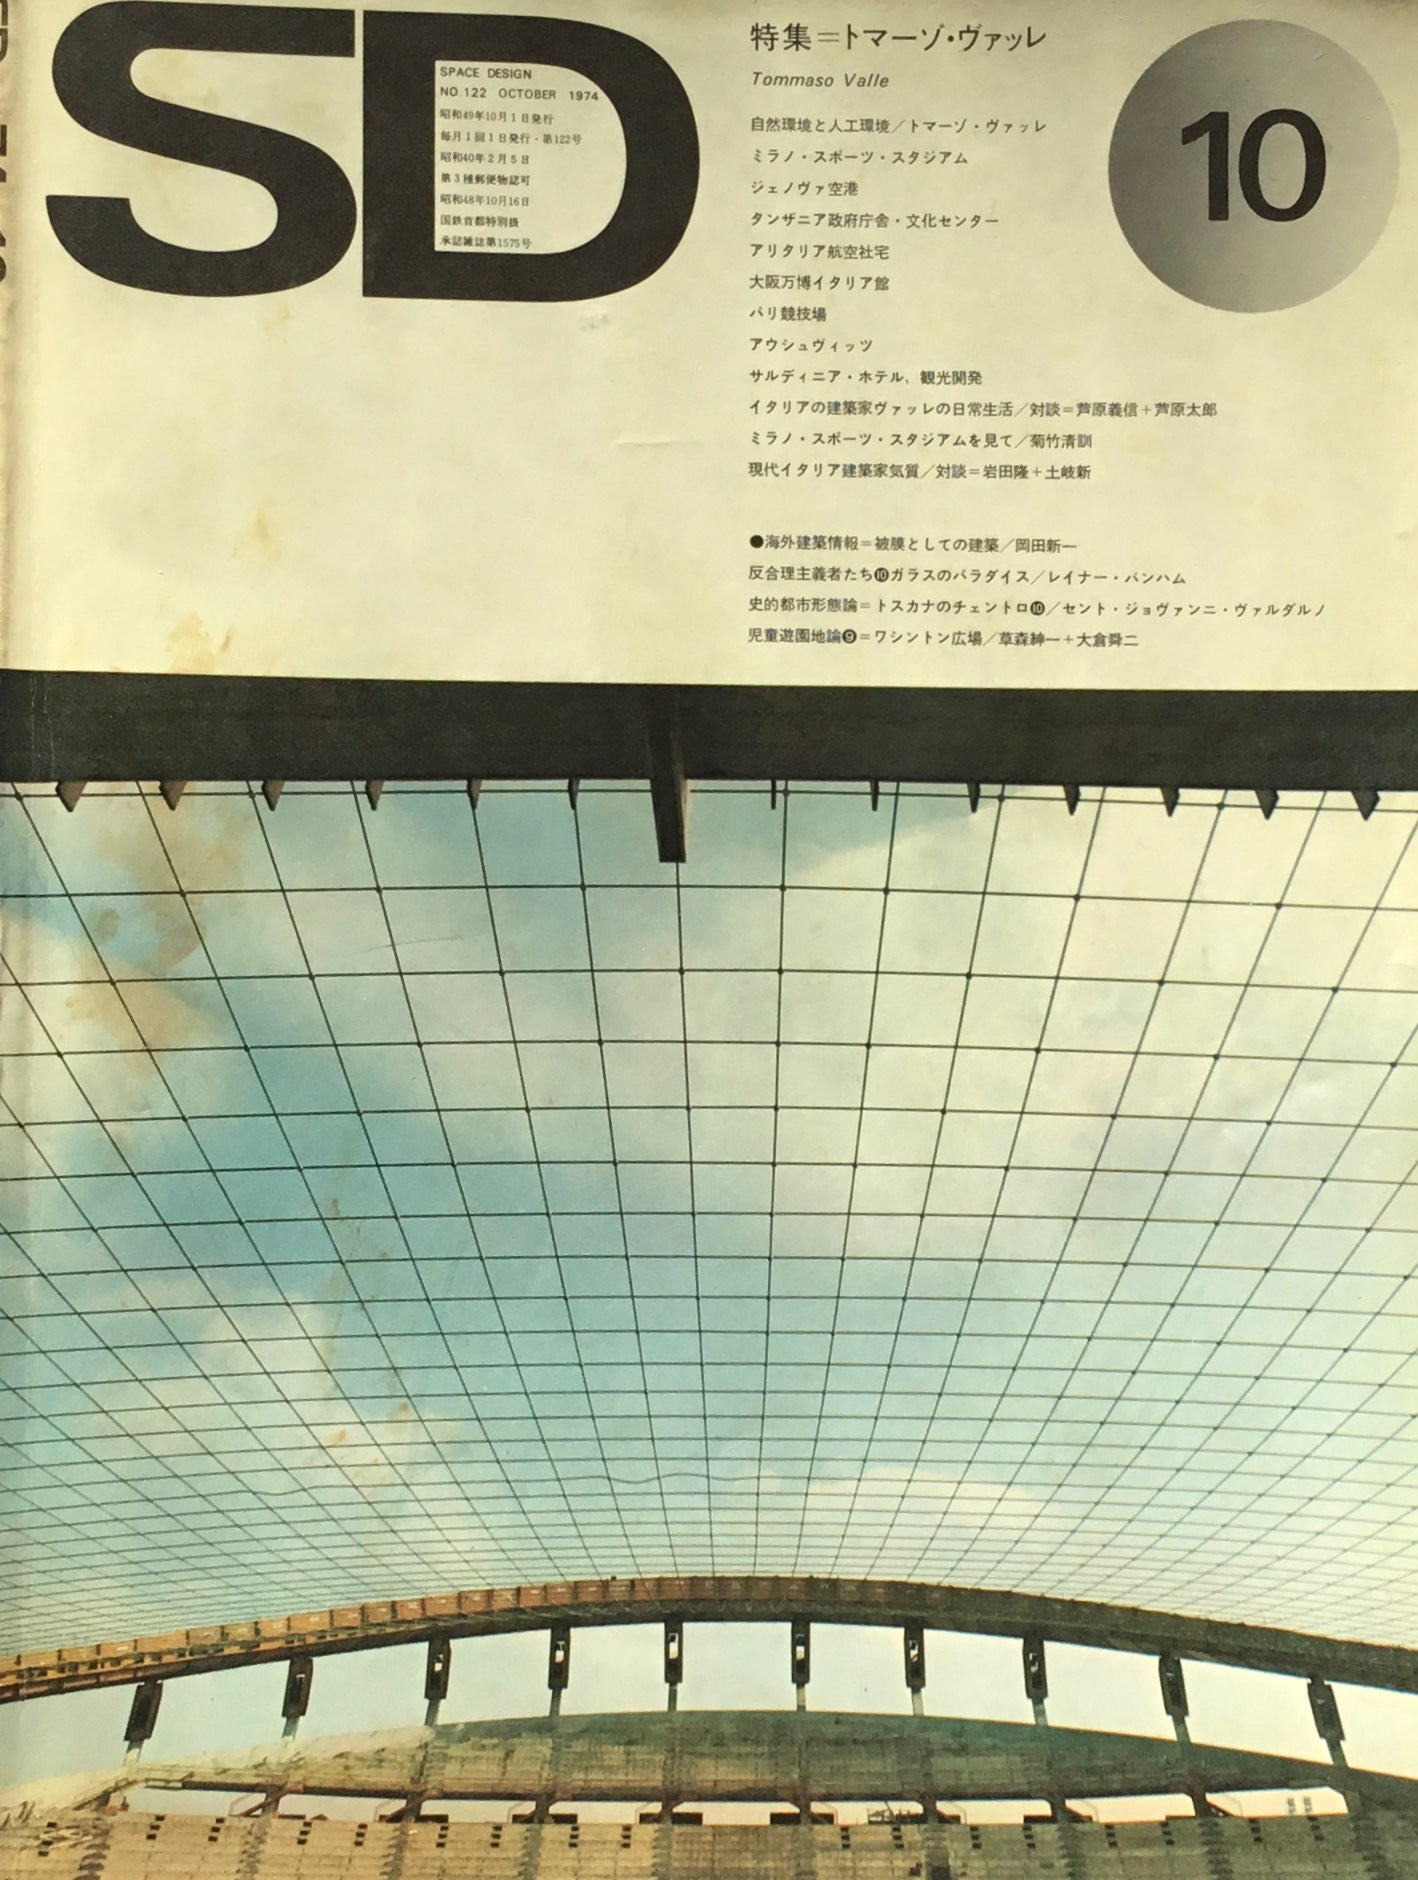 SD
SPACE DESIGN
NO.122 OCTOBER 1974
昭和49年10月1日発行
毎月1回1日発行・第122号
昭和40年2月5日
第3種郵便物認可
昭和48年10月16日
国鉄首都特別扱
承認雑誌第1575号
特集=トマーゾ・ヴァッレ
Tommaso Valle
10
自然環境と人工環境/トマーゾ・ヴァッレ
ミラノ・スポーツ・スタジアム
ジェノヴァ空港
タンザニア政府庁舎・文化センター
アリタリア航空社宅
大阪万博イタリア館
パリ競技場
アウシュヴィッツ
サルディニア・ホテル，観光開発
イタリアの建築家ヴァッレの日常生活/対談=芦原義信+芦原太郎
ミラノ・スポーツ・スタジアムを見て/菊竹清訓
現代イタリア建築家気質/対談=岩田隆+土岐新
●海外建築情報=被膜としての建築/岡田新一
反合理主義者たち❿ガラスのパラダイス/レイナー・バンハム
史的都市形態論=トスカナのチェントロ❿/セント・ジョヴァンニ・ヴァルダルノ
児童遊園地論❾=ワシントン広場/草森紳一+大倉舜二